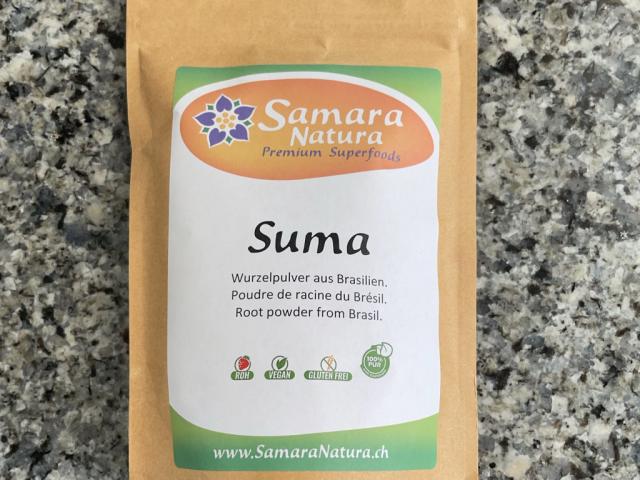 Samara
Natura
Premium Superfoods
Suma
Wurzelpulver aus Brasilien.
Poudre de racine du Brésil.
Root powder from Brasil.
ROH
VEGAN
GLUTEN FREI
100%
PUR
www.SamaraNatura.ch